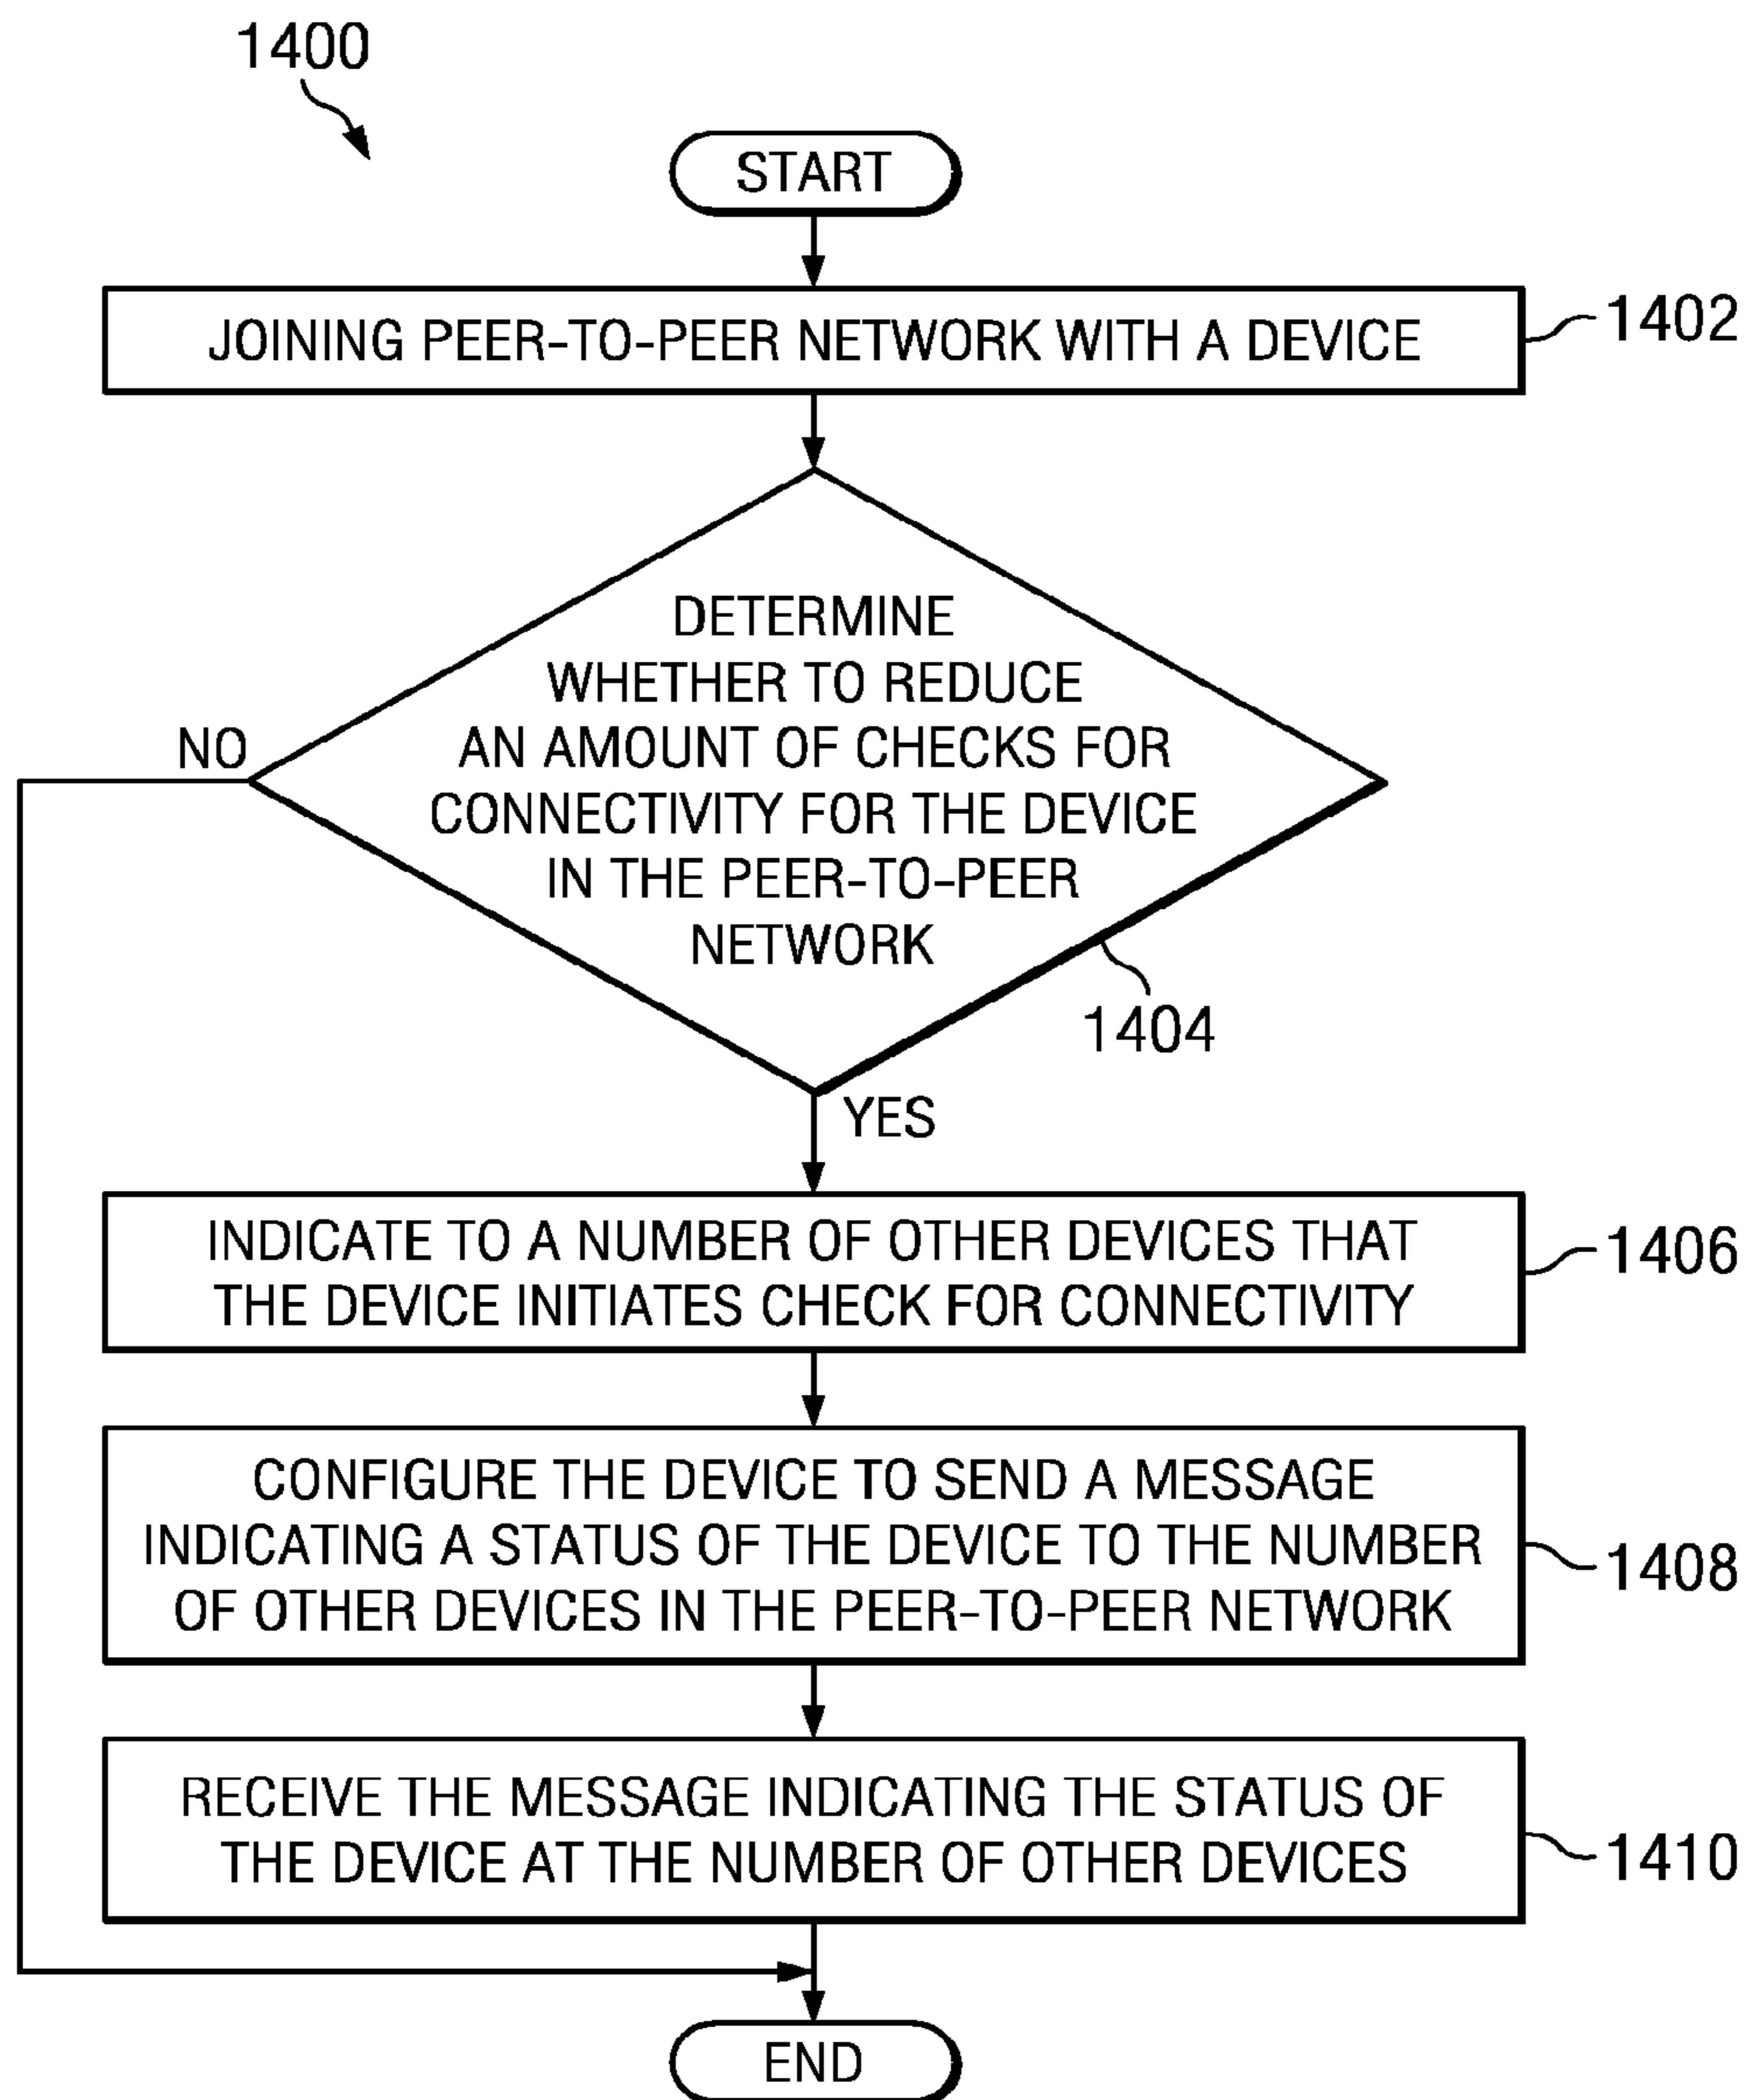 1400
START
JOINING PEER-TO-PEER NETWORK WITH A DEVICE
1402
DETERMINE
WHETHER TO REDUCE
AN AMOUNT OF CHECKS FOR
CONNECTIVITY FOR THE DEVICE
IN THE PEER-TO-PEER
NETWORK
NO
1404
YES
INDICATE TO A NUMBER OF OTHER DEVICES THAT
THE DEVICE INITIATES CHECK FOR CONNECTIVITY
1406
CONFIGURE THE DEVICE TO SEND A MESSAGE
INDICATING A STATUS OF THE DEVICE TO THE NUMBER
OF OTHER DEVICES IN THE PEER-TO-PEER NETWORK
1408
RECEIVE THE MESSAGE INDICATING THE STATUS OF
THE DEVICE AT THE NUMBER OF OTHER DEVICES
1410
END